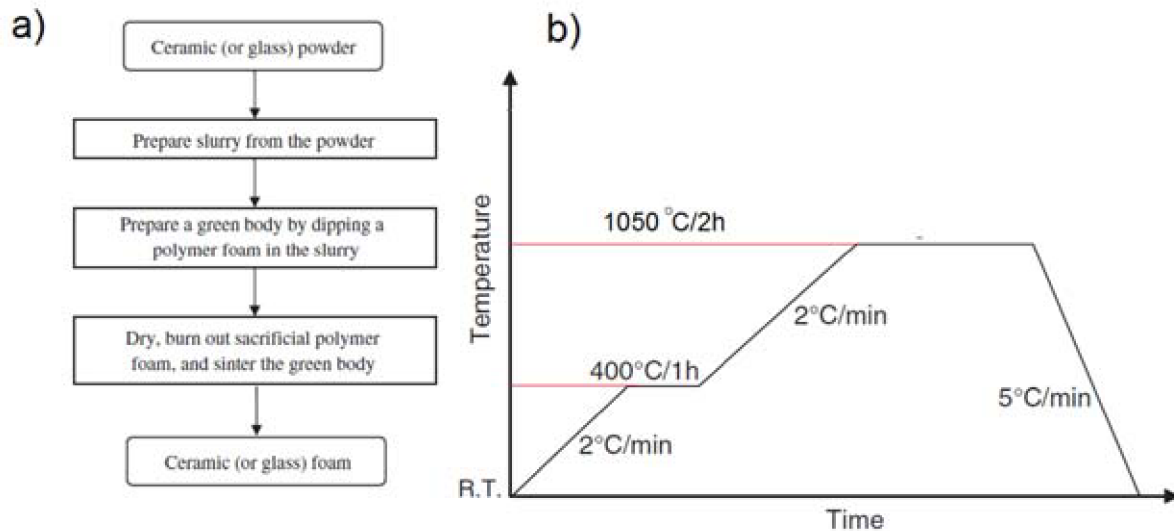 a)
Ceramic (or glass) powder
Prepare slurry from the powder
Prepare a green body by dipping a
polymer foam in the slurry
Dry, burn out sacrificial polymer
foam, and sinter the green body
Ceramic (or glass) foam
b)
Temperature
1050 °C/2h
2°C/min
400°C/1h
5°C/min
2°C/min
R.T.
Time